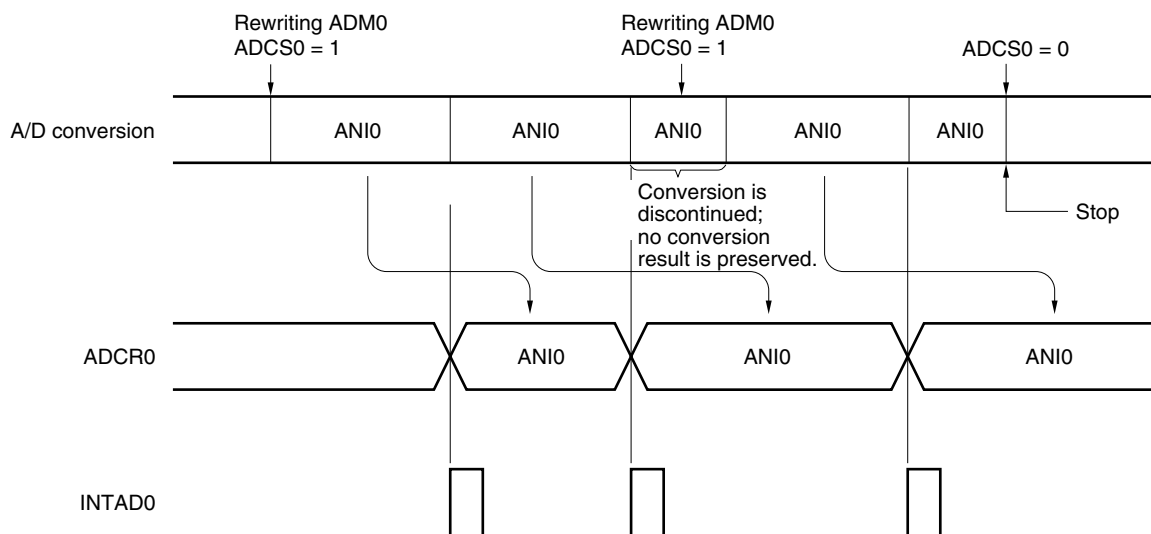 Rewriting ADM0
ADCS0 = 1
Rewriting ADM0
ADCS0 = 1
ADCS0 = 0
A/D conversion
ANI0
ANI0
ANI0
ANI0
ANI0
Conversion is
discontinued;
no conversion
result is preserved.
Stop
ADCR0
ANI0
ANI0
ANI0
INTAD0